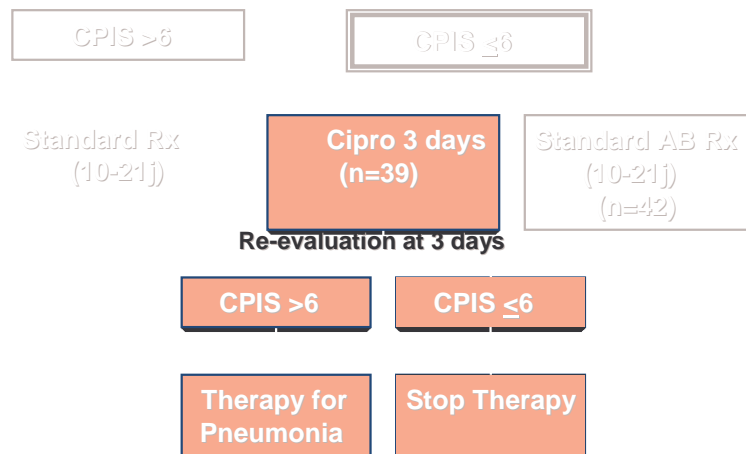 CPIS >6
CPIS ≤6
Standard Rx
(10-21j)
Cipro 3 days
(n=39)
Standard AB Rx
(10-21j)
(n=42)
Re-evaluation at 3 days
CPIS >6
CPIS ≤6
Therapy for
Pneumonia
Stop Therapy